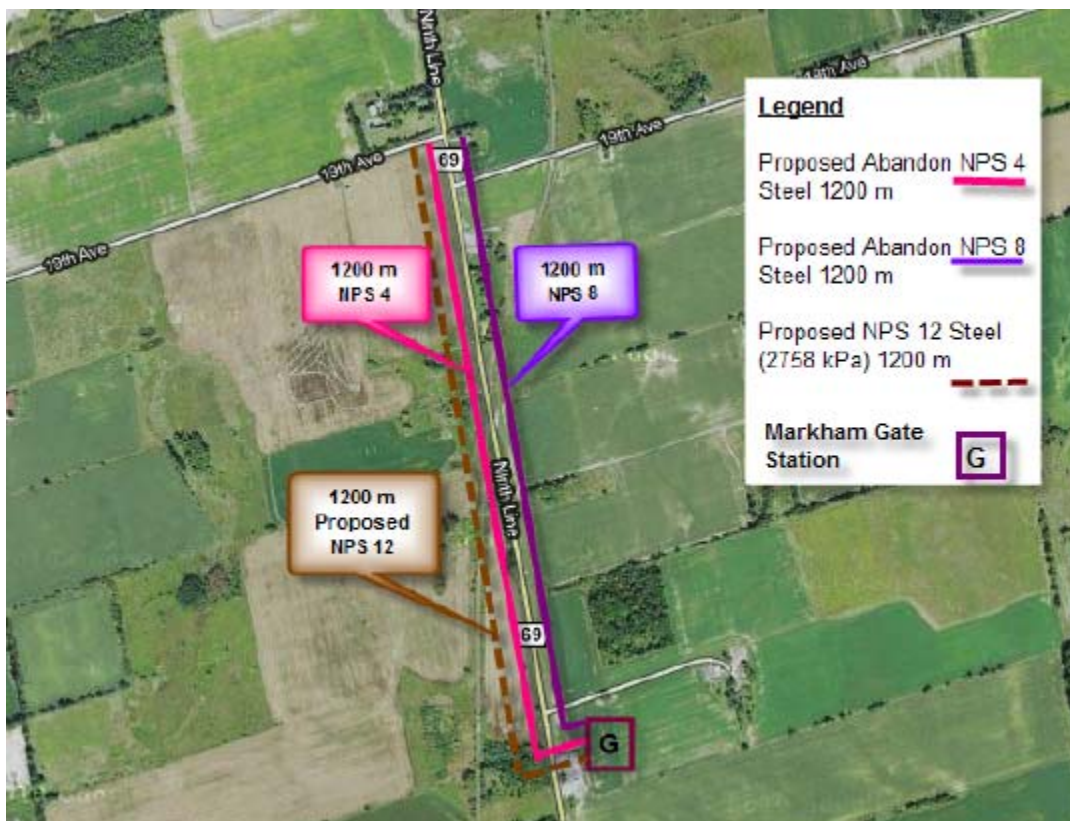 Ninth Line
19th Ave
19th Ave
19th Ave
19th Ave
69
1200 m
NPS 4
1200 m
NPS 8
Ninth Line
1200 m
Proposed
NPS 12
69
G
Legend
Proposed Abandon NPS 4
Steel 1200 m
Proposed Abandon NPS 8
Steel 1200 m
Proposed NPS 12 Steel
(2758 kPa) 1200 m
Markham Gate
Station
G